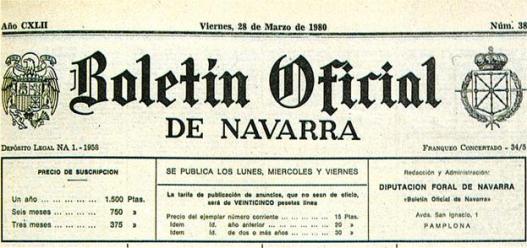 Año CXLII
Viernes, 28 de Marzo de 1980
Núm. 38
Boletín Oficial
DE NAVARRA
DEPÓSITO LEGAL NA 1.-1958
FRANQUEO CONCERTADO - 34/5
PRECIO DE SUSCRIPCION
Un año ... ... ... ... 1.500 Ptas.
Seis meses ... ... ... 750 »
Tres meses ... ... ... 375 »
SE PUBLICA LOS LUNES, MIERCOLES Y VIERNES
La tarifa de publicación de anuncios, que no sean de oficio,
será de VEINTICINCO pesetas línea
Precio del ejemplar número corriente ... ... ... 15 Ptas.
Idem Id. año anterior ... ... ... 20 »
Idem Id. de dos o más años ... ... 30 »
Redacción y Administración:
DIPUTACION FORAL DE NAVARRA
«Boletín Oficial de Navarra»
Avda. San Ignacio, 1
PAMPLONA